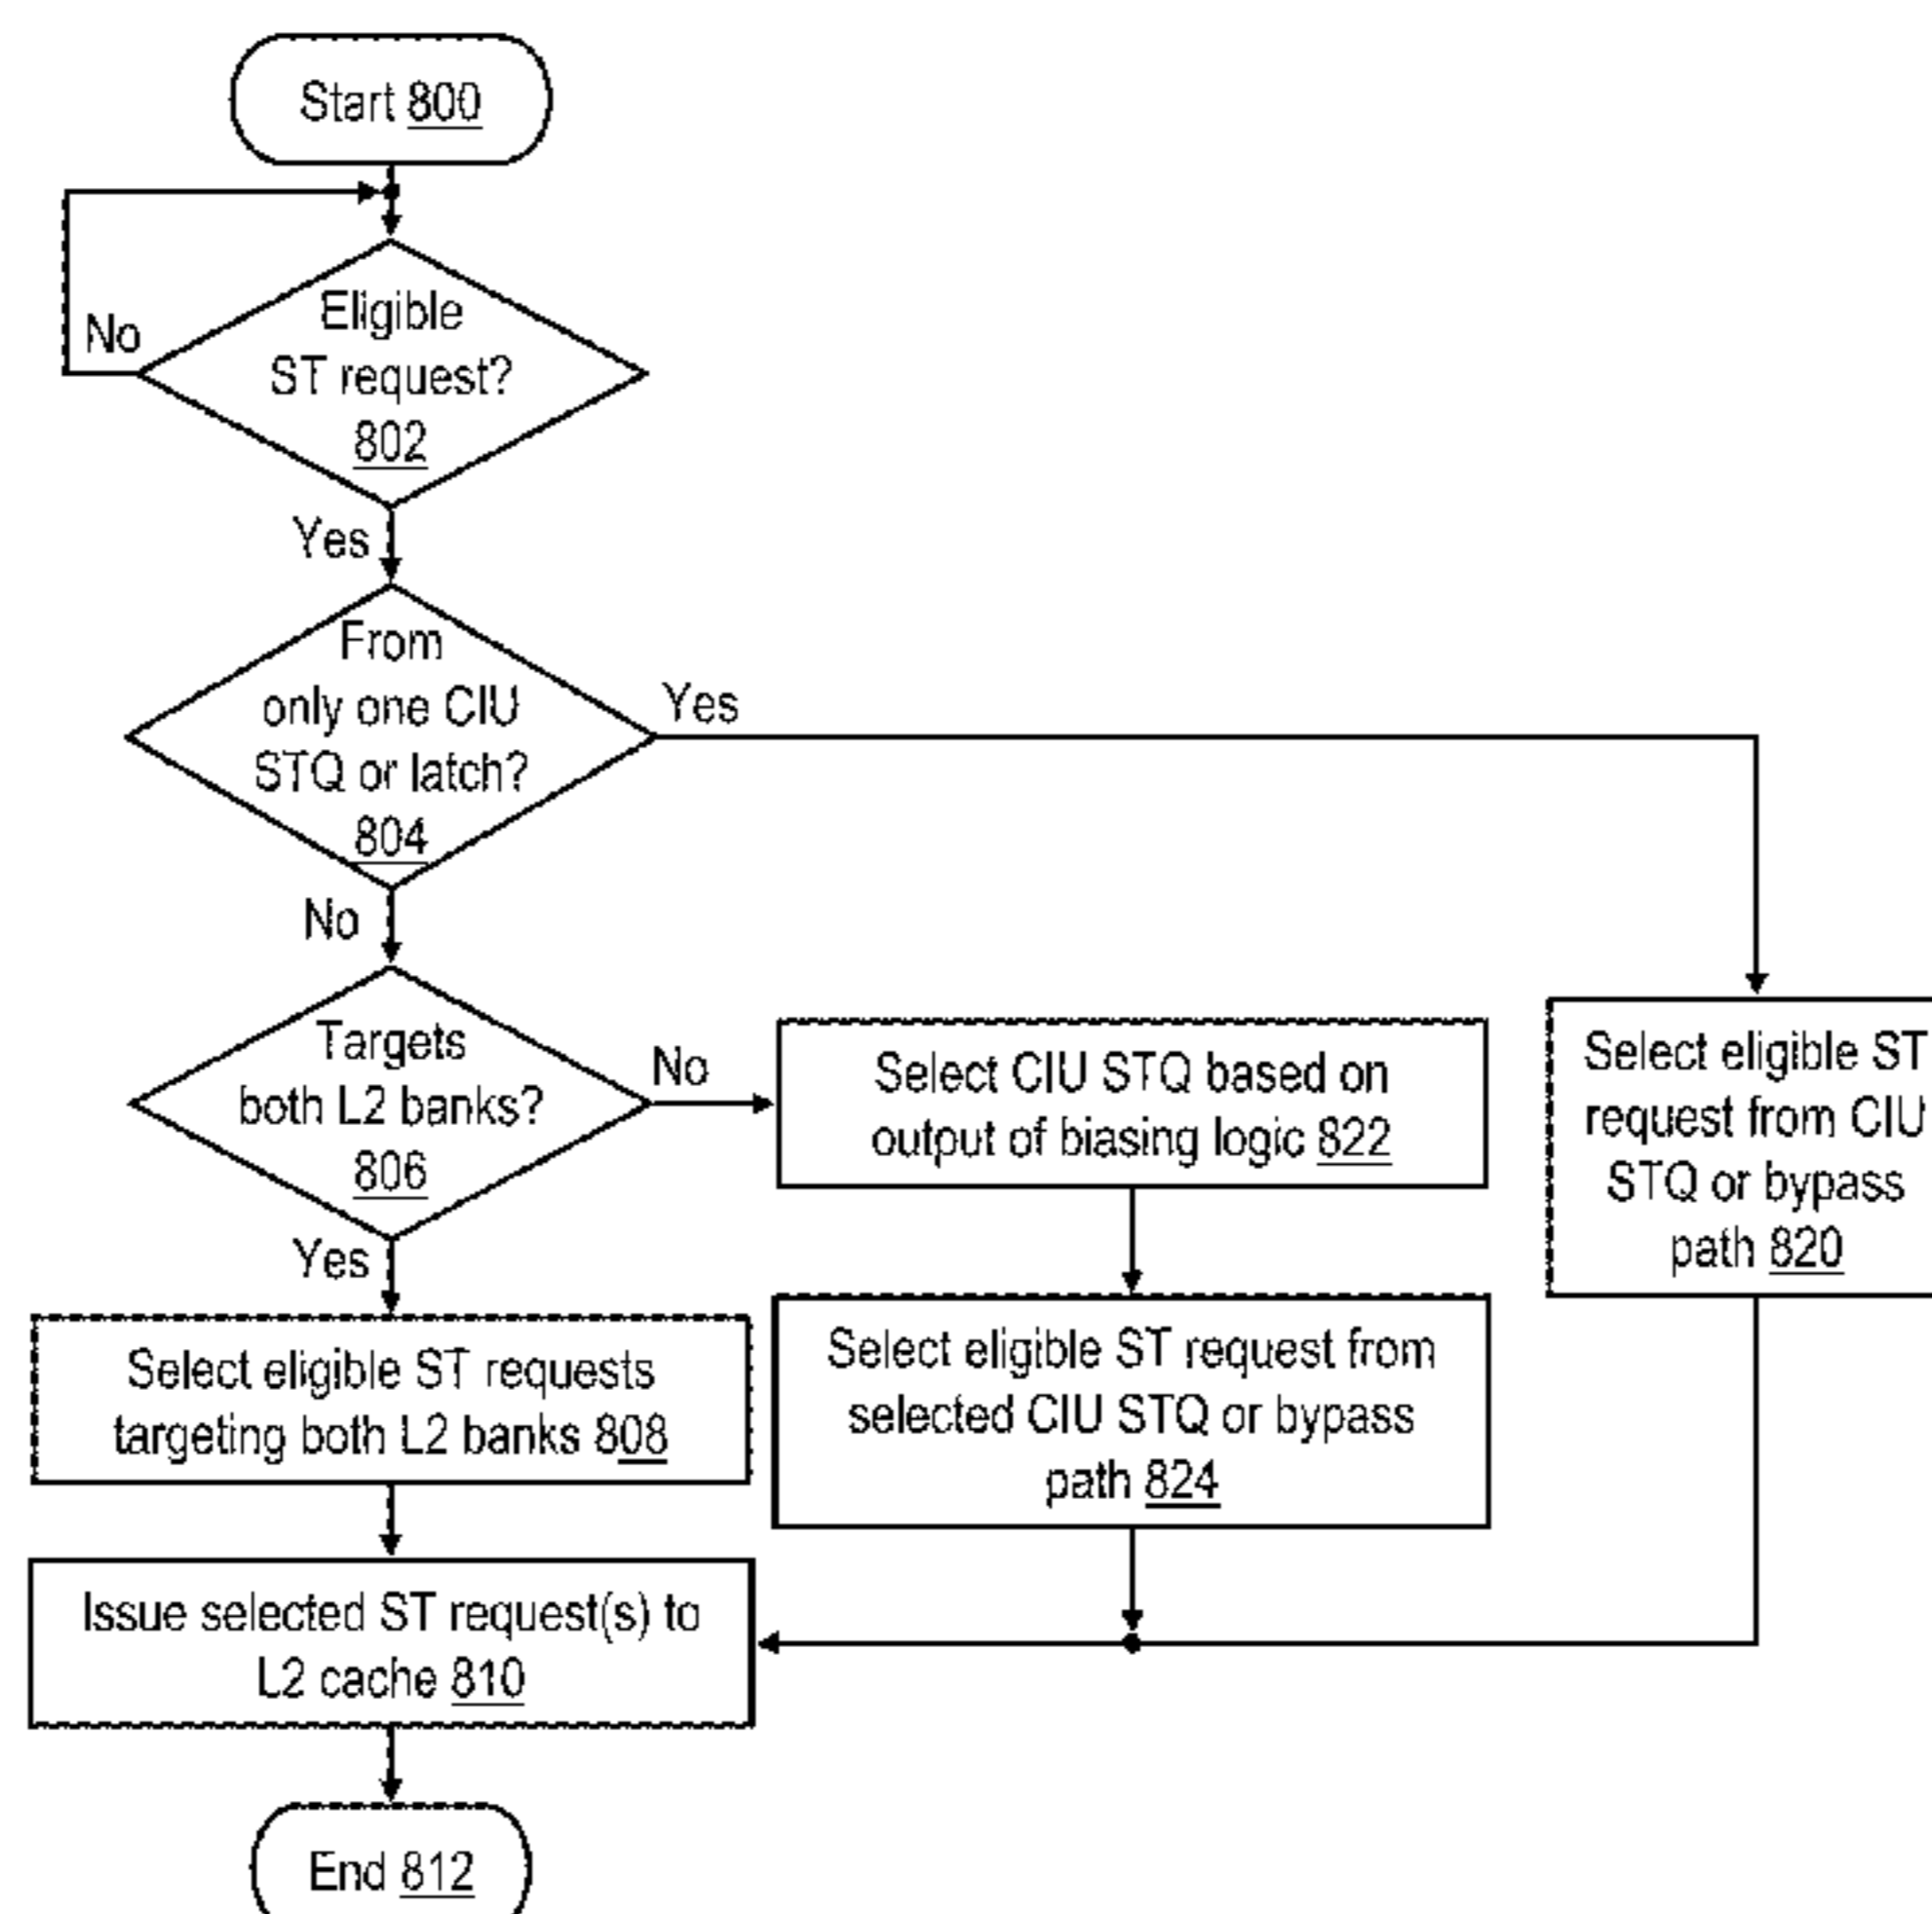 Start 800
No
Eligible
ST request?
802
Yes
From
only one CIU
STQ or latch?
804
Yes
No
Targets
both L2 banks?
806
No
Yes
Select CIU STQ based on
output of biasing logic 822
Select eligible ST
request from CIU
STQ or bypass
path 820
Select eligible ST requests
targeting both L2 banks 808
Select eligible ST request from
selected CIU STQ or bypass
path 824
Issue selected ST request(s) to
L2 cache 810
End 812